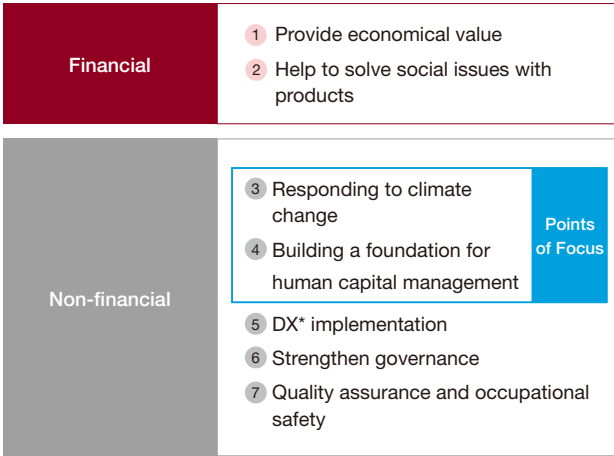 Financial
1 Provide economical value
2 Help to solve social issues with
products
Non-financial
3 Responding to climate
change
4 Building a foundation for
human capital management
Points
of Focus
5 DX* implementation
6 Strengthen governance
7 Quality assurance and occupational
safety